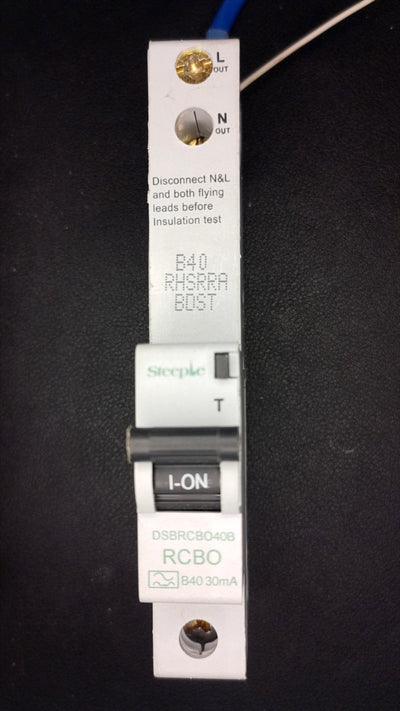 L
OUT
N
OUT
Disconnect N&L
and both flying
leads before
Insulation test
B40
RHSRRA
BDST
Steeple
T
I-ON
DSBRCBO40B
RCBO
B40 30mA